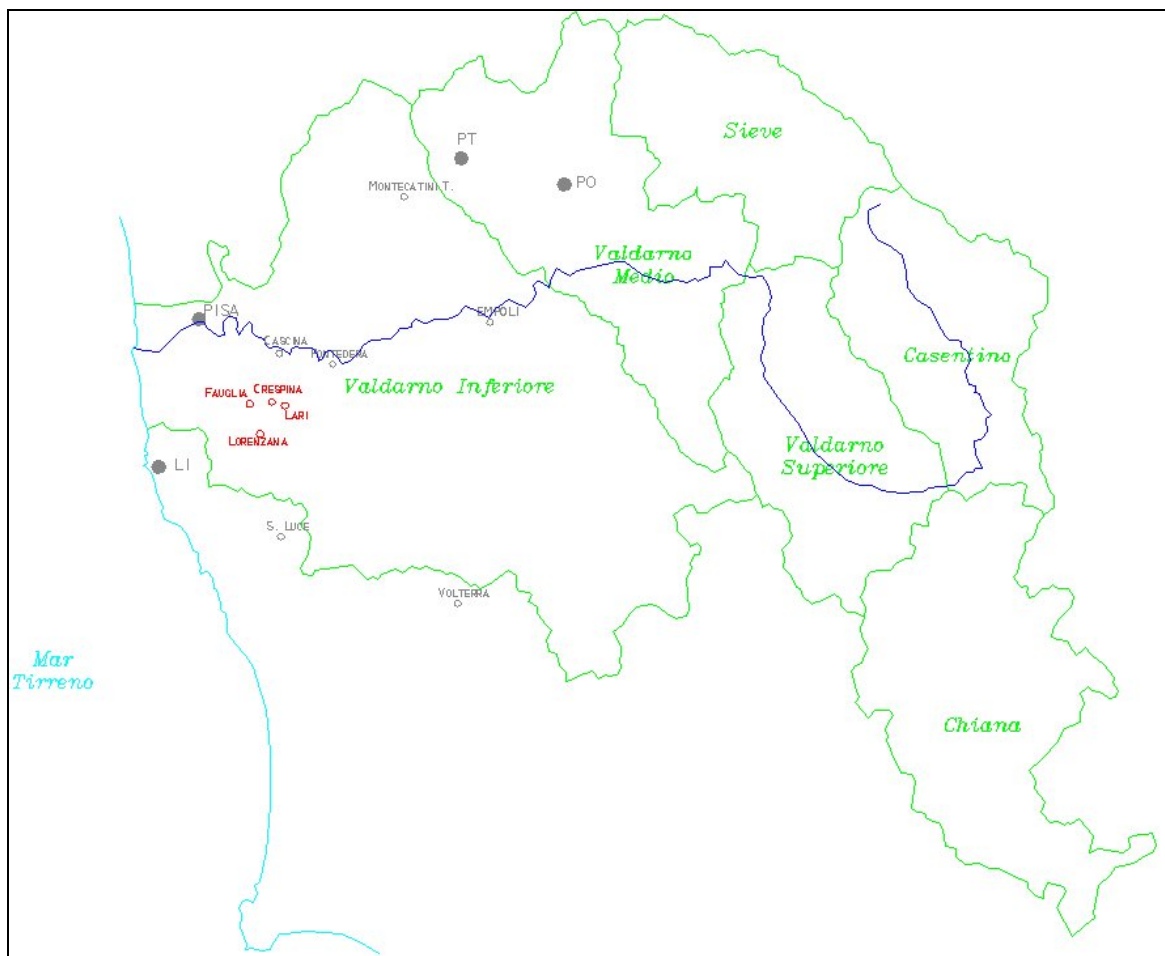 Sieve
PT
MONTECATINI T.
PO
Valdarno
Medio
PISA
EMPOLI
CASCINA
PONTEDERA
Casentino
Valdarno Inferiore
FAUGLIA
CRESPINA
LARI
LORENZANA
Valdarno
Superiore
LI
S. LUCE
VOLTERRA
Mar
Tirreno
Chiana